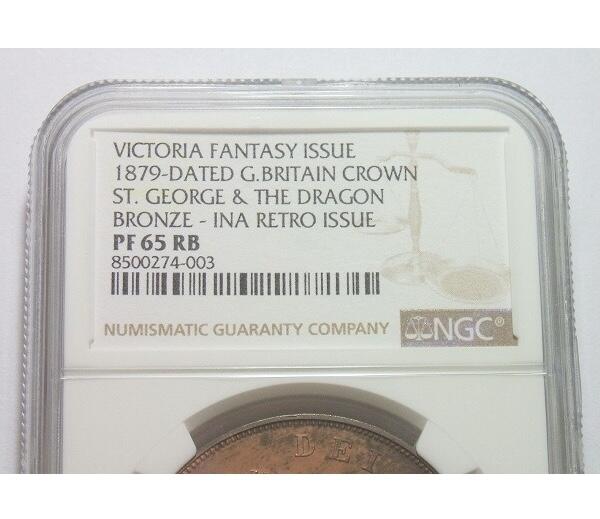 VICTORIA FANTASY ISSUE
1879-DATED G.BRITAIN CROWN
ST. GEORGE & THE DRAGON
BRONZE - INA RETRO ISSUE
PF 65 RB
8500274-003
NUMISMATIC GUARANTY COMPANY NGC®
DEI